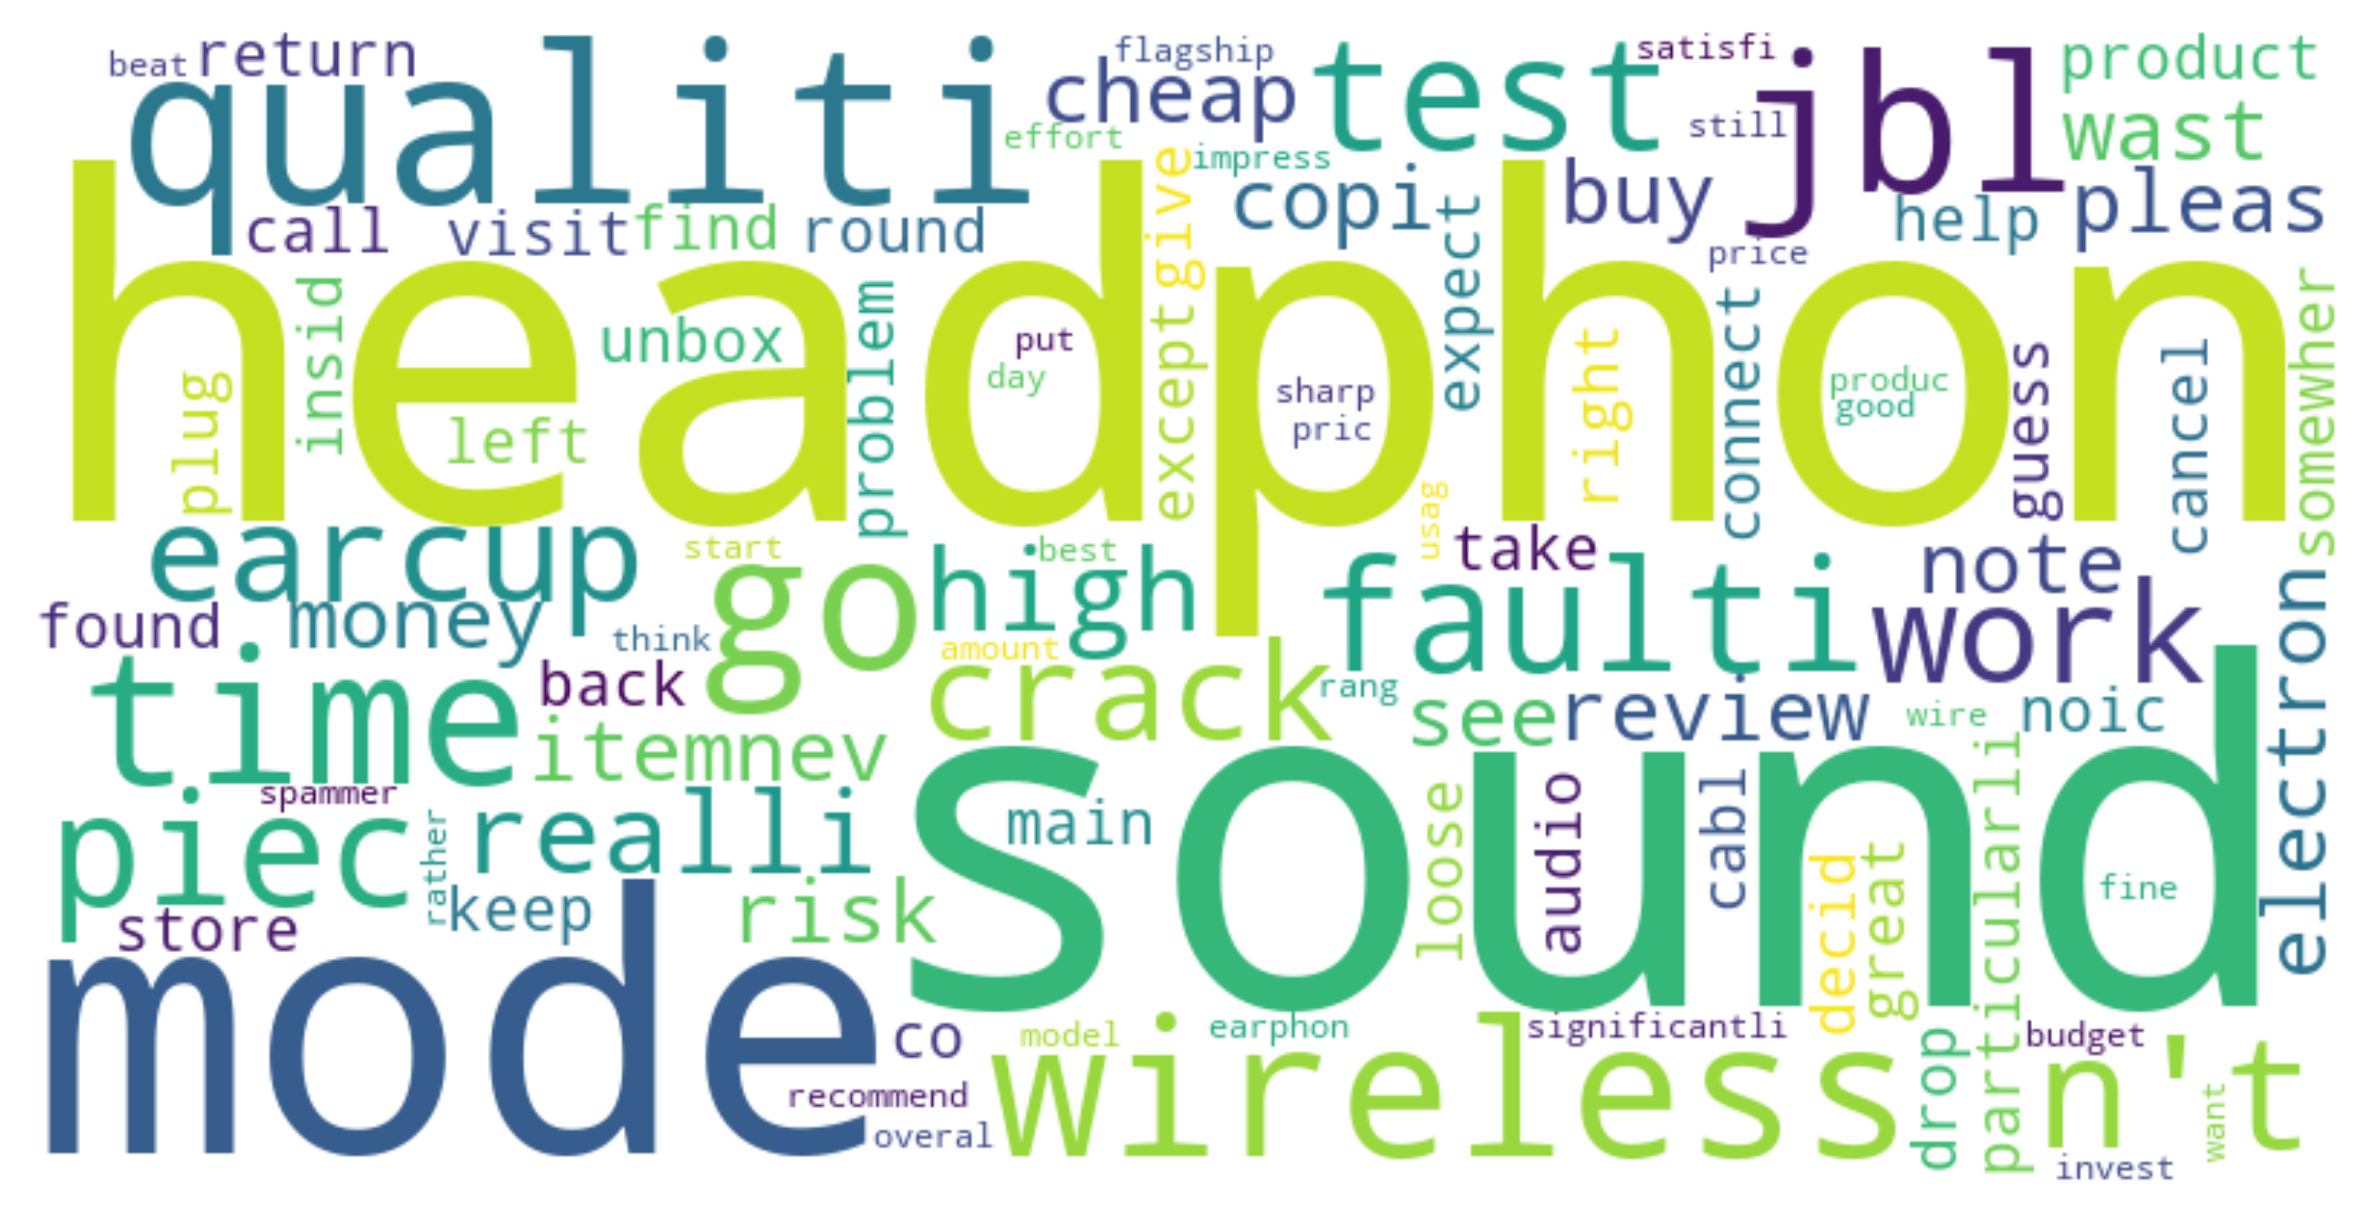 beat
return
qualiti
flagship
cheap
effort
test
satisfi
still
jbl
product
wast
call
visit
find
round
impress
give
copi
buy
price
help
pleas
headphon
plug
insid
left
unbox
problem
put
day
except
sharp
pric
expect
right
connect
produc
good
guess
cancel
somewher
earcup
start
go
high
best
usag
take
faulti
note
work
found
money
think
amount
crack
rang
time
back
itemnev
see
review
wire
noic
electron
spammer
piec
rather
realli
keep
risk
main
sound
loose
audio
cabl
decid
great
particularli
fine
store
mode
co
recommend
overal
model
earphon
wireless
significantli
drop
budget
n't
want
invest